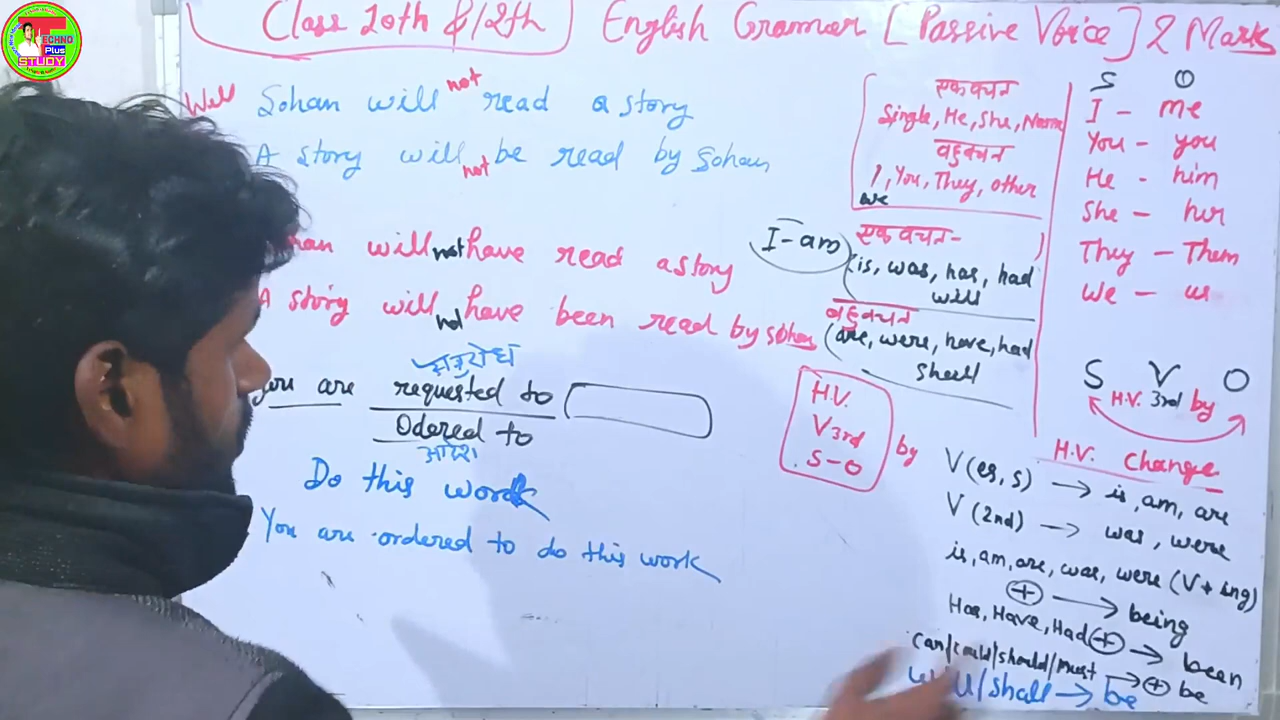 TECHNO
Plus
STUDY
Class 10th & 12th English Grammar [Passive Voice] 2 Mark
Will Sohan will not read a story
A story will not be read by Sohan
will not have read a story
A story will not have been read by Sohan
अनुरोध
You are requested to
Odered to
आदेश
Do this work
You are ordered to do this work
एकवचन
Single, He, She, Name
वहुवचन
I, You, They, other
we
I-am
एकवचन-
(is, was, has, had
will
बहुवचन
(are, were, have, had
shall
H.V.
V3rd
S-O
by
S O
I - me
You - you
He - him
She - her
They - Them
We - us
S V O
H.V. 3rd by
H.V. Change
V (es, s) → is, am, are
V (2nd) → was, were
is, am, are, was, were (V+ing)
+ → being
Has, Have, Had + → been
can/could/should/must → + be
will/shall → be